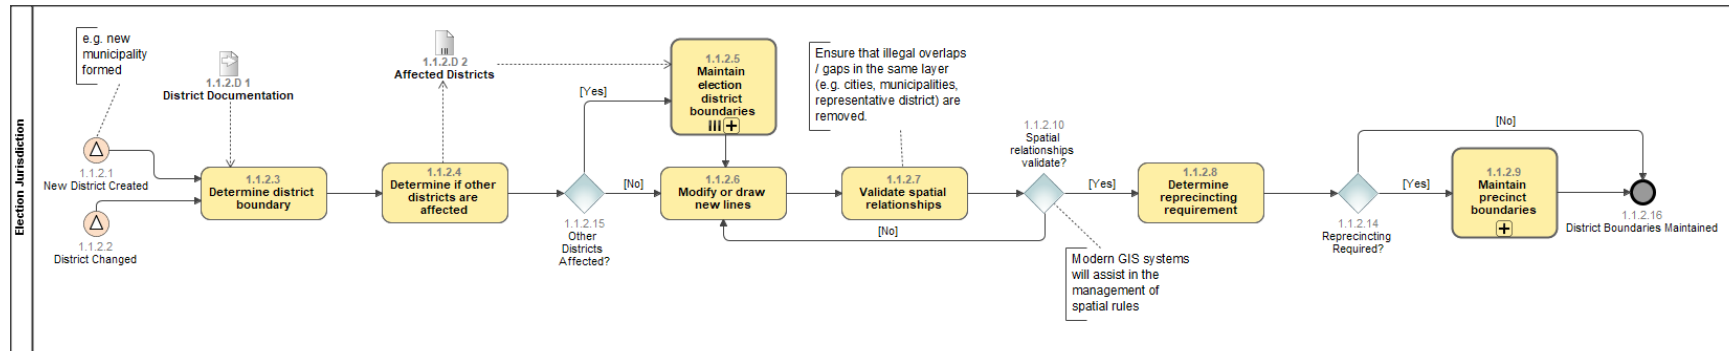 Election Jurisdiction
e.g. new
municipality
formed
1.1.2.D 1
District Documentation
1.1.2.1
New District Created
1.1.2.2
District Changed
1.1.2.3
Determine district
boundary
1.1.2.D 2
Affected Districts
1.1.2.4
Determine if other
districts are
affected
[Yes]
[No]
1.1.2.15
Other
Districts
Affected?
1.1.2.5
Maintain
election
district
boundaries
1.1.2.6
Modify or draw
new lines
Ensure that illegal overlaps
/ gaps in the same layer
(e.g. cities, municipalities,
representative district) are
removed.
1.1.2.7
Validate spatial
relationships
1.1.2.10
Spatial
relationships
validate?
[Yes]
[No]
Modern GIS systems
will assist in the
management of
spatial rules
1.1.2.8
Determine
reprecincting
requirement
[No]
[Yes]
1.1.2.14
Reprecincting
Required?
1.1.2.9
Maintain
precinct
boundaries
1.1.2.16
District Boundaries Maintained